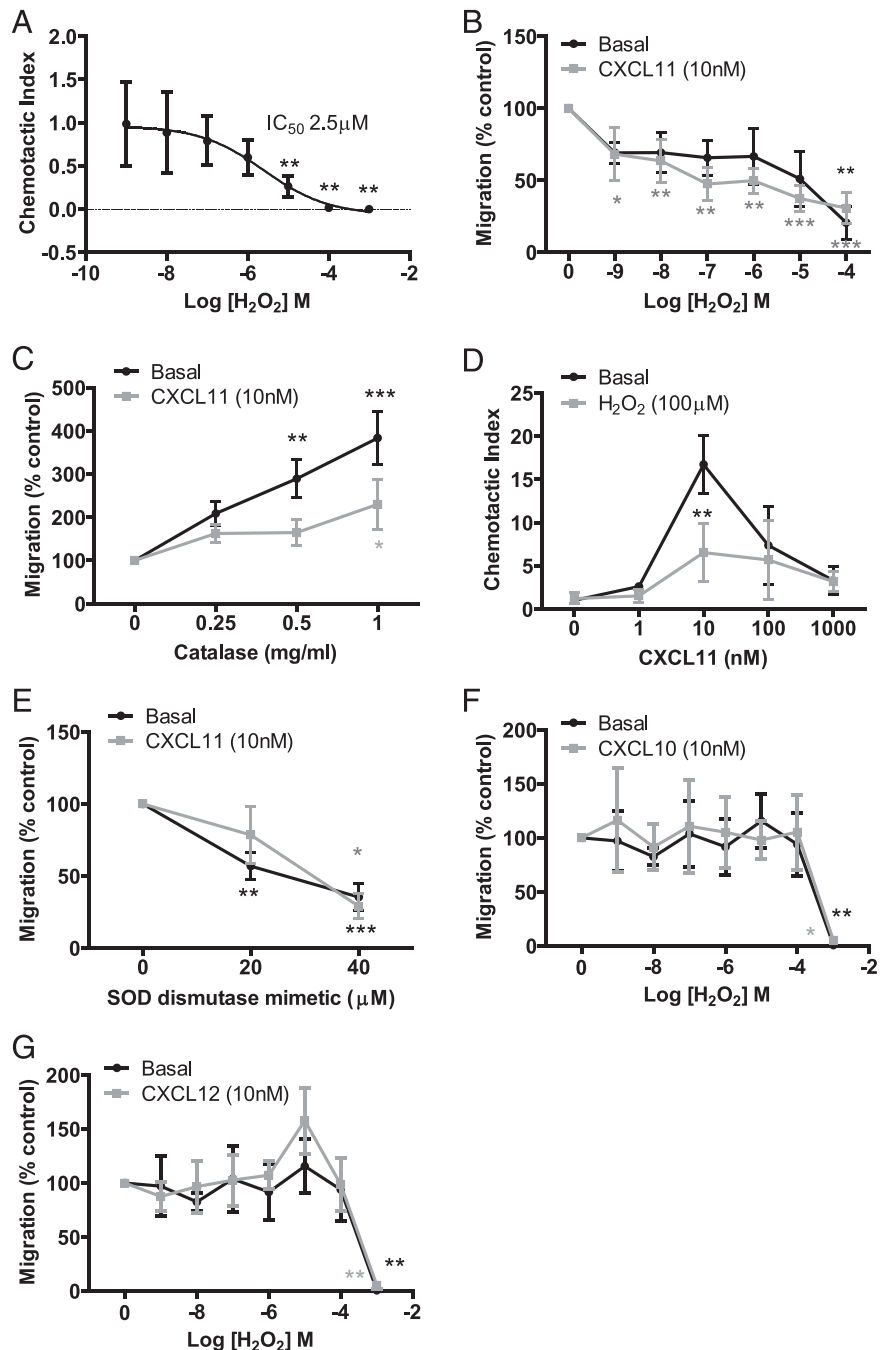 A
Chemotactic Index
2.0
1.5
1.0
0.5
0.0
-0.5
IC50 2.5μM
**
**
**
-10
-8
-6
-4
-2
Log [H2O2] M
B
Basal
CXCL11 (10nM)
Migration (% control)
150
100
50
0
**
*
**
**
**
***
***
0
-9
-8
-7
-6
-5
-4
Log [H2O2] M
C
Basal
CXCL11 (10nM)
Migration (% control)
500
400
300
200
100
0
***
**
*
0
0.25
0.5
1
Catalase (mg/ml)
D
Basal
H2O2 (100μM)
Chemotactic Index
25
20
15
10
5
0
**
0
1
10
100
1000
CXCL11 (nM)
E
Basal
CXCL11 (10nM)
Migration (% control)
150
100
50
0
*
**
***
0
20
40
SOD dismutase mimetic (μM)
F
Basal
CXCL10 (10nM)
Migration (% control)
200
150
100
50
0
**
*
0
-8
-6
-4
-2
Log [H2O2] M
G
Basal
CXCL12 (10nM)
Migration (% control)
200
150
100
50
0
**
**
0
-8
-6
-4
-2
Log [H2O2] M